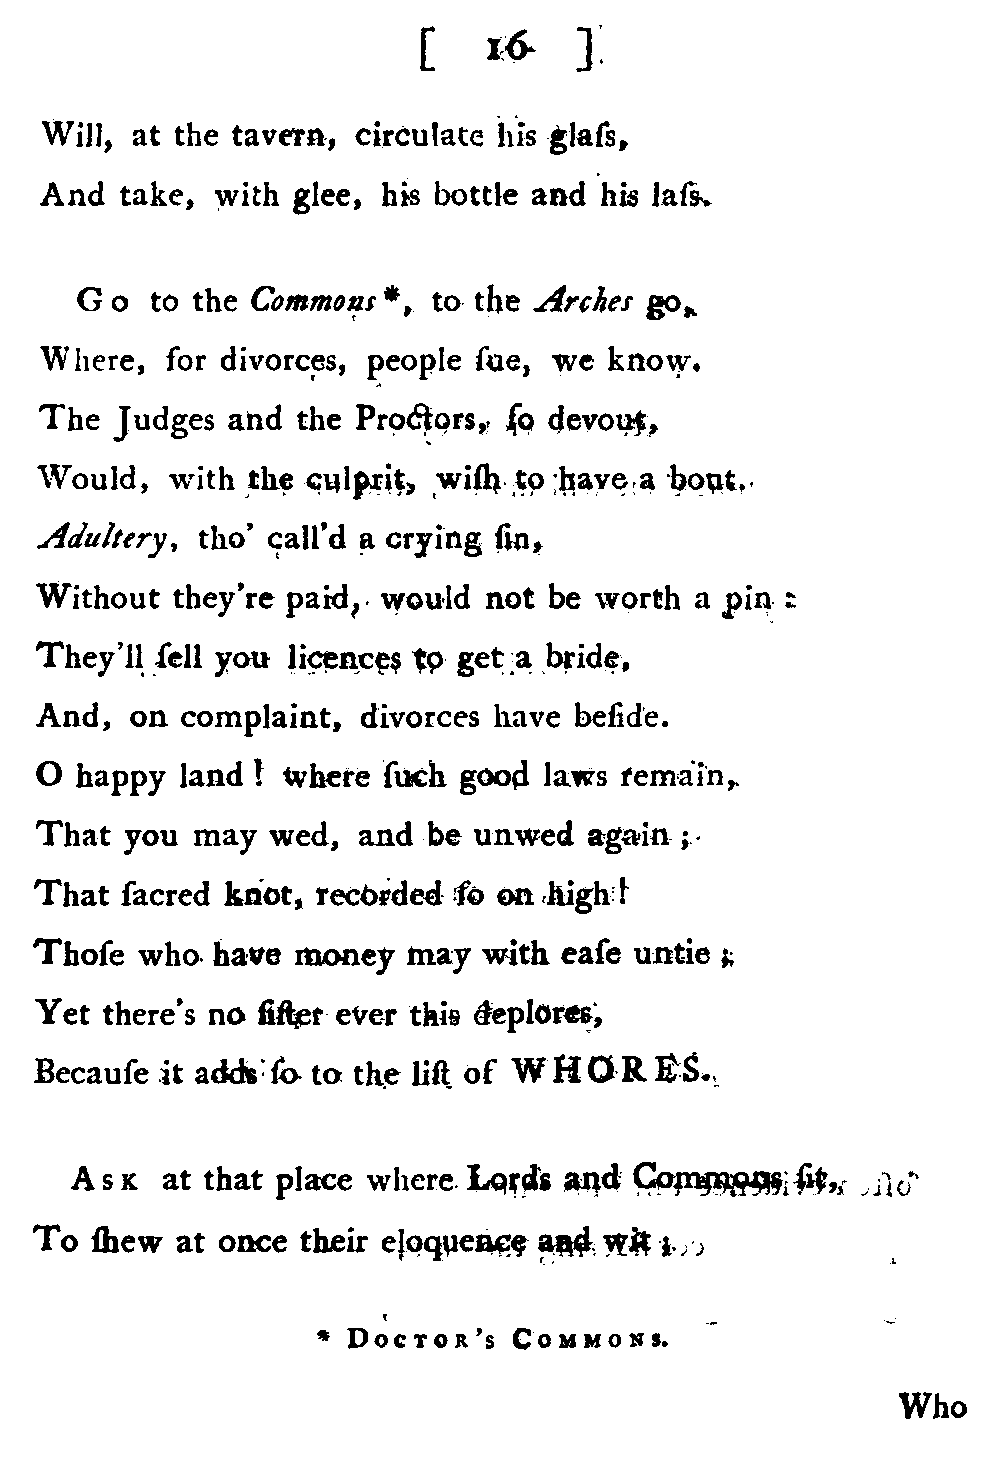 [ 16 ]
Will, at the tavern, circulate his glaſs,
And take, with glee, his bottle and his laſs.
Go to the Commons *, to the Arches go,
Where, for divorces, people ſue, we know.
The Judges and the Proctors, ſo devout,
Would, with the culprit, wiſh to have a bout.
Adultery, tho' call'd a crying ſin,
Without they're paid, would not be worth a pin :
They'll ſell you licences to get a bride,
And, on complaint, divorces have beſide.
O happy land ! where ſuch good laws remain,
That you may wed, and be unwed again ;
That ſacred knot, recorded ſo on high !
Thoſe who have money may with eaſe untie ;
Yet there's no ſiſter ever this deplores,
Becauſe it adds ſo to the liſt of WHORES.
Ask at that place where Lords and Commons ſit,
To ſhew at once their eloquence and wit ;
* Doctor's Commons.
Who